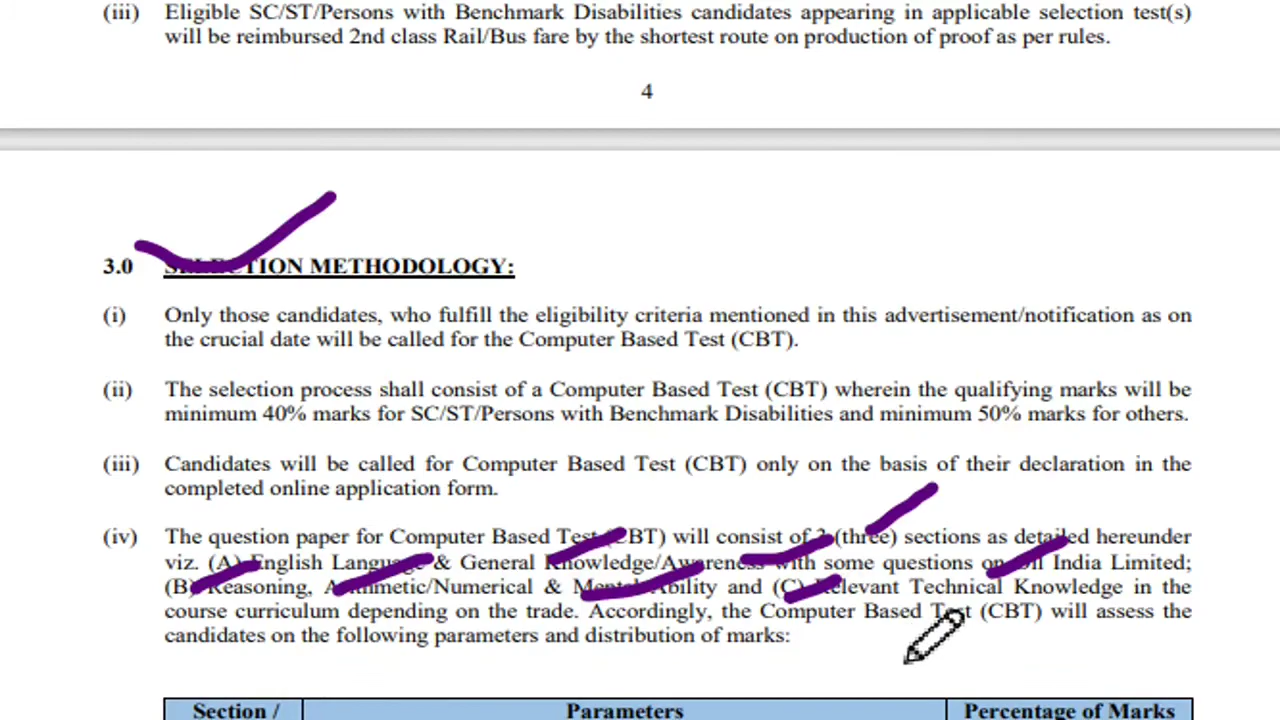 (iii) Eligible SC/ST/Persons with Benchmark Disabilities candidates appearing in applicable selection test(s)
will be reimbursed 2nd class Rail/Bus fare by the shortest route on production of proof as per rules.
4
3.0 SELECTION METHODOLOGY:
(i) Only those candidates, who fulfill the eligibility criteria mentioned in this advertisement/notification as on
the crucial date will be called for the Computer Based Test (CBT).
(ii) The selection process shall consist of a Computer Based Test (CBT) wherein the qualifying marks will be
minimum 40% marks for SC/ST/Persons with Benchmark Disabilities and minimum 50% marks for others.
(iii) Candidates will be called for Computer Based Test (CBT) only on the basis of their declaration in the
completed online application form.
(iv) The question paper for Computer Based Test (CBT) will consist of 3 (three) sections as detailed hereunder
viz. (A) English Language & General Knowledge/Awareness with some questions on Oil India Limited;
(B) Reasoning, Arithmetic/Numerical & Mental Ability and (C) Relevant Technical Knowledge in the
course curriculum depending on the trade. Accordingly, the Computer Based Test (CBT) will assess the
candidates on the following parameters and distribution of marks:
Section / Parameters Percentage of Marks